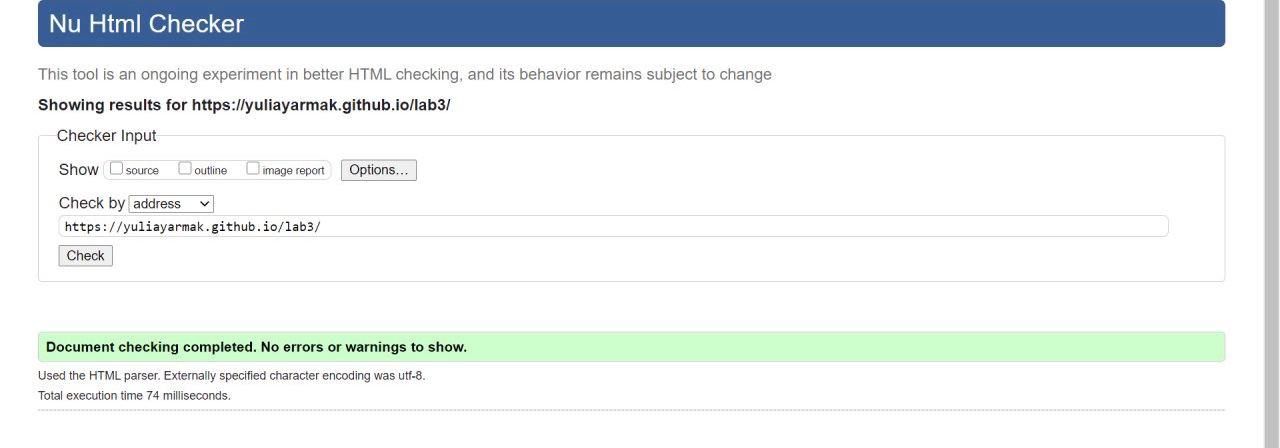 Nu Html Checker
This tool is an ongoing experiment in better HTML checking, and its behavior remains subject to change
Showing results for https://yuliayarmak.github.io/lab3/
Checker Input
Show source outline image report Options...
Check by address
https://yuliayarmak.github.io/lab3/
Check
Document checking completed. No errors or warnings to show.
Used the HTML parser. Externally specified character encoding was utf-8.
Total execution time 74 milliseconds.